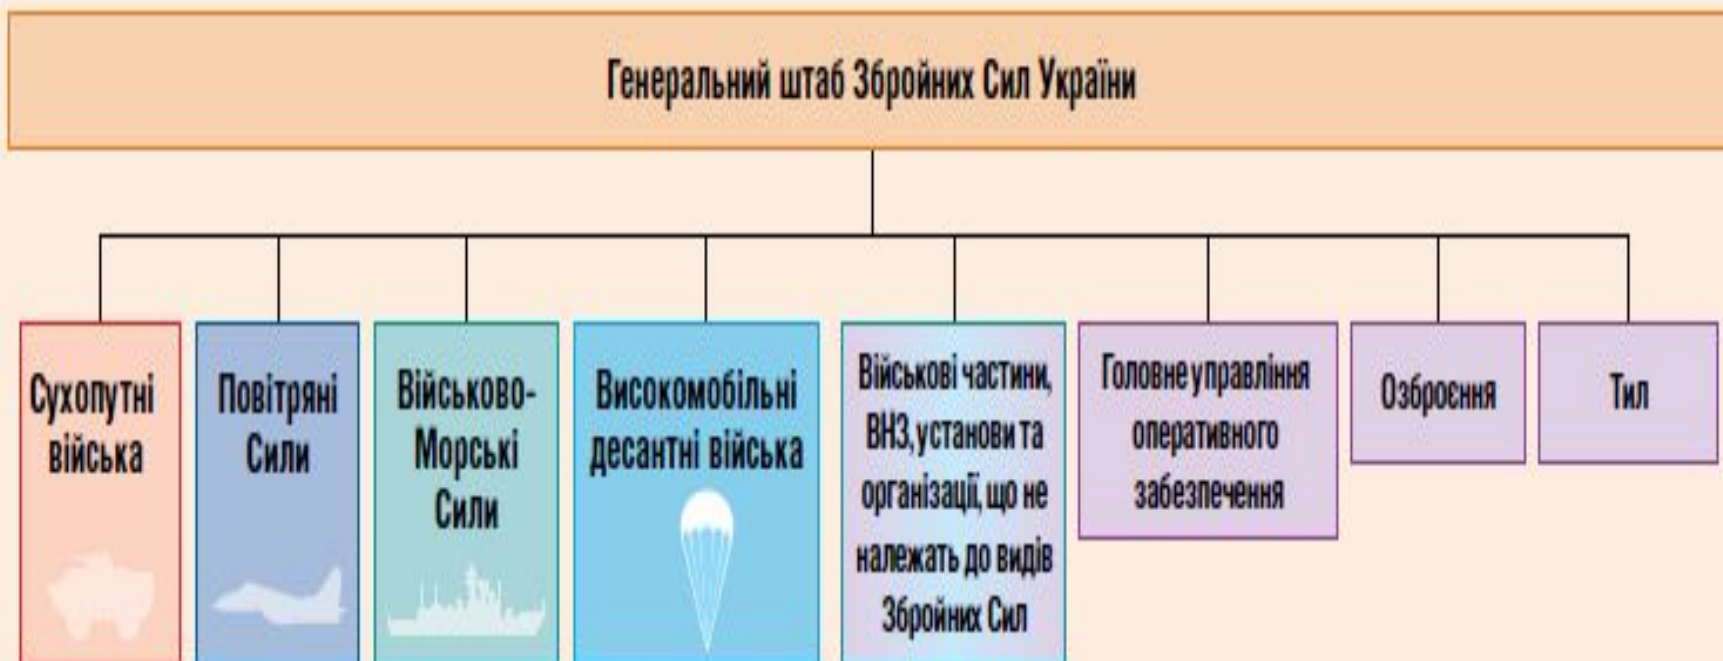 Генеральний штаб Збройних Сил України
Сухопутні
війська
Повітряні
Сили
Військово-
Морські
Сили
Високомобільні
десантні війська
Військові частини,
ВНЗ, установи та
організації, що не
належать до видів
Збройних Сил
Головне управління
оперативного
забезпечення
Озброєння
Тил